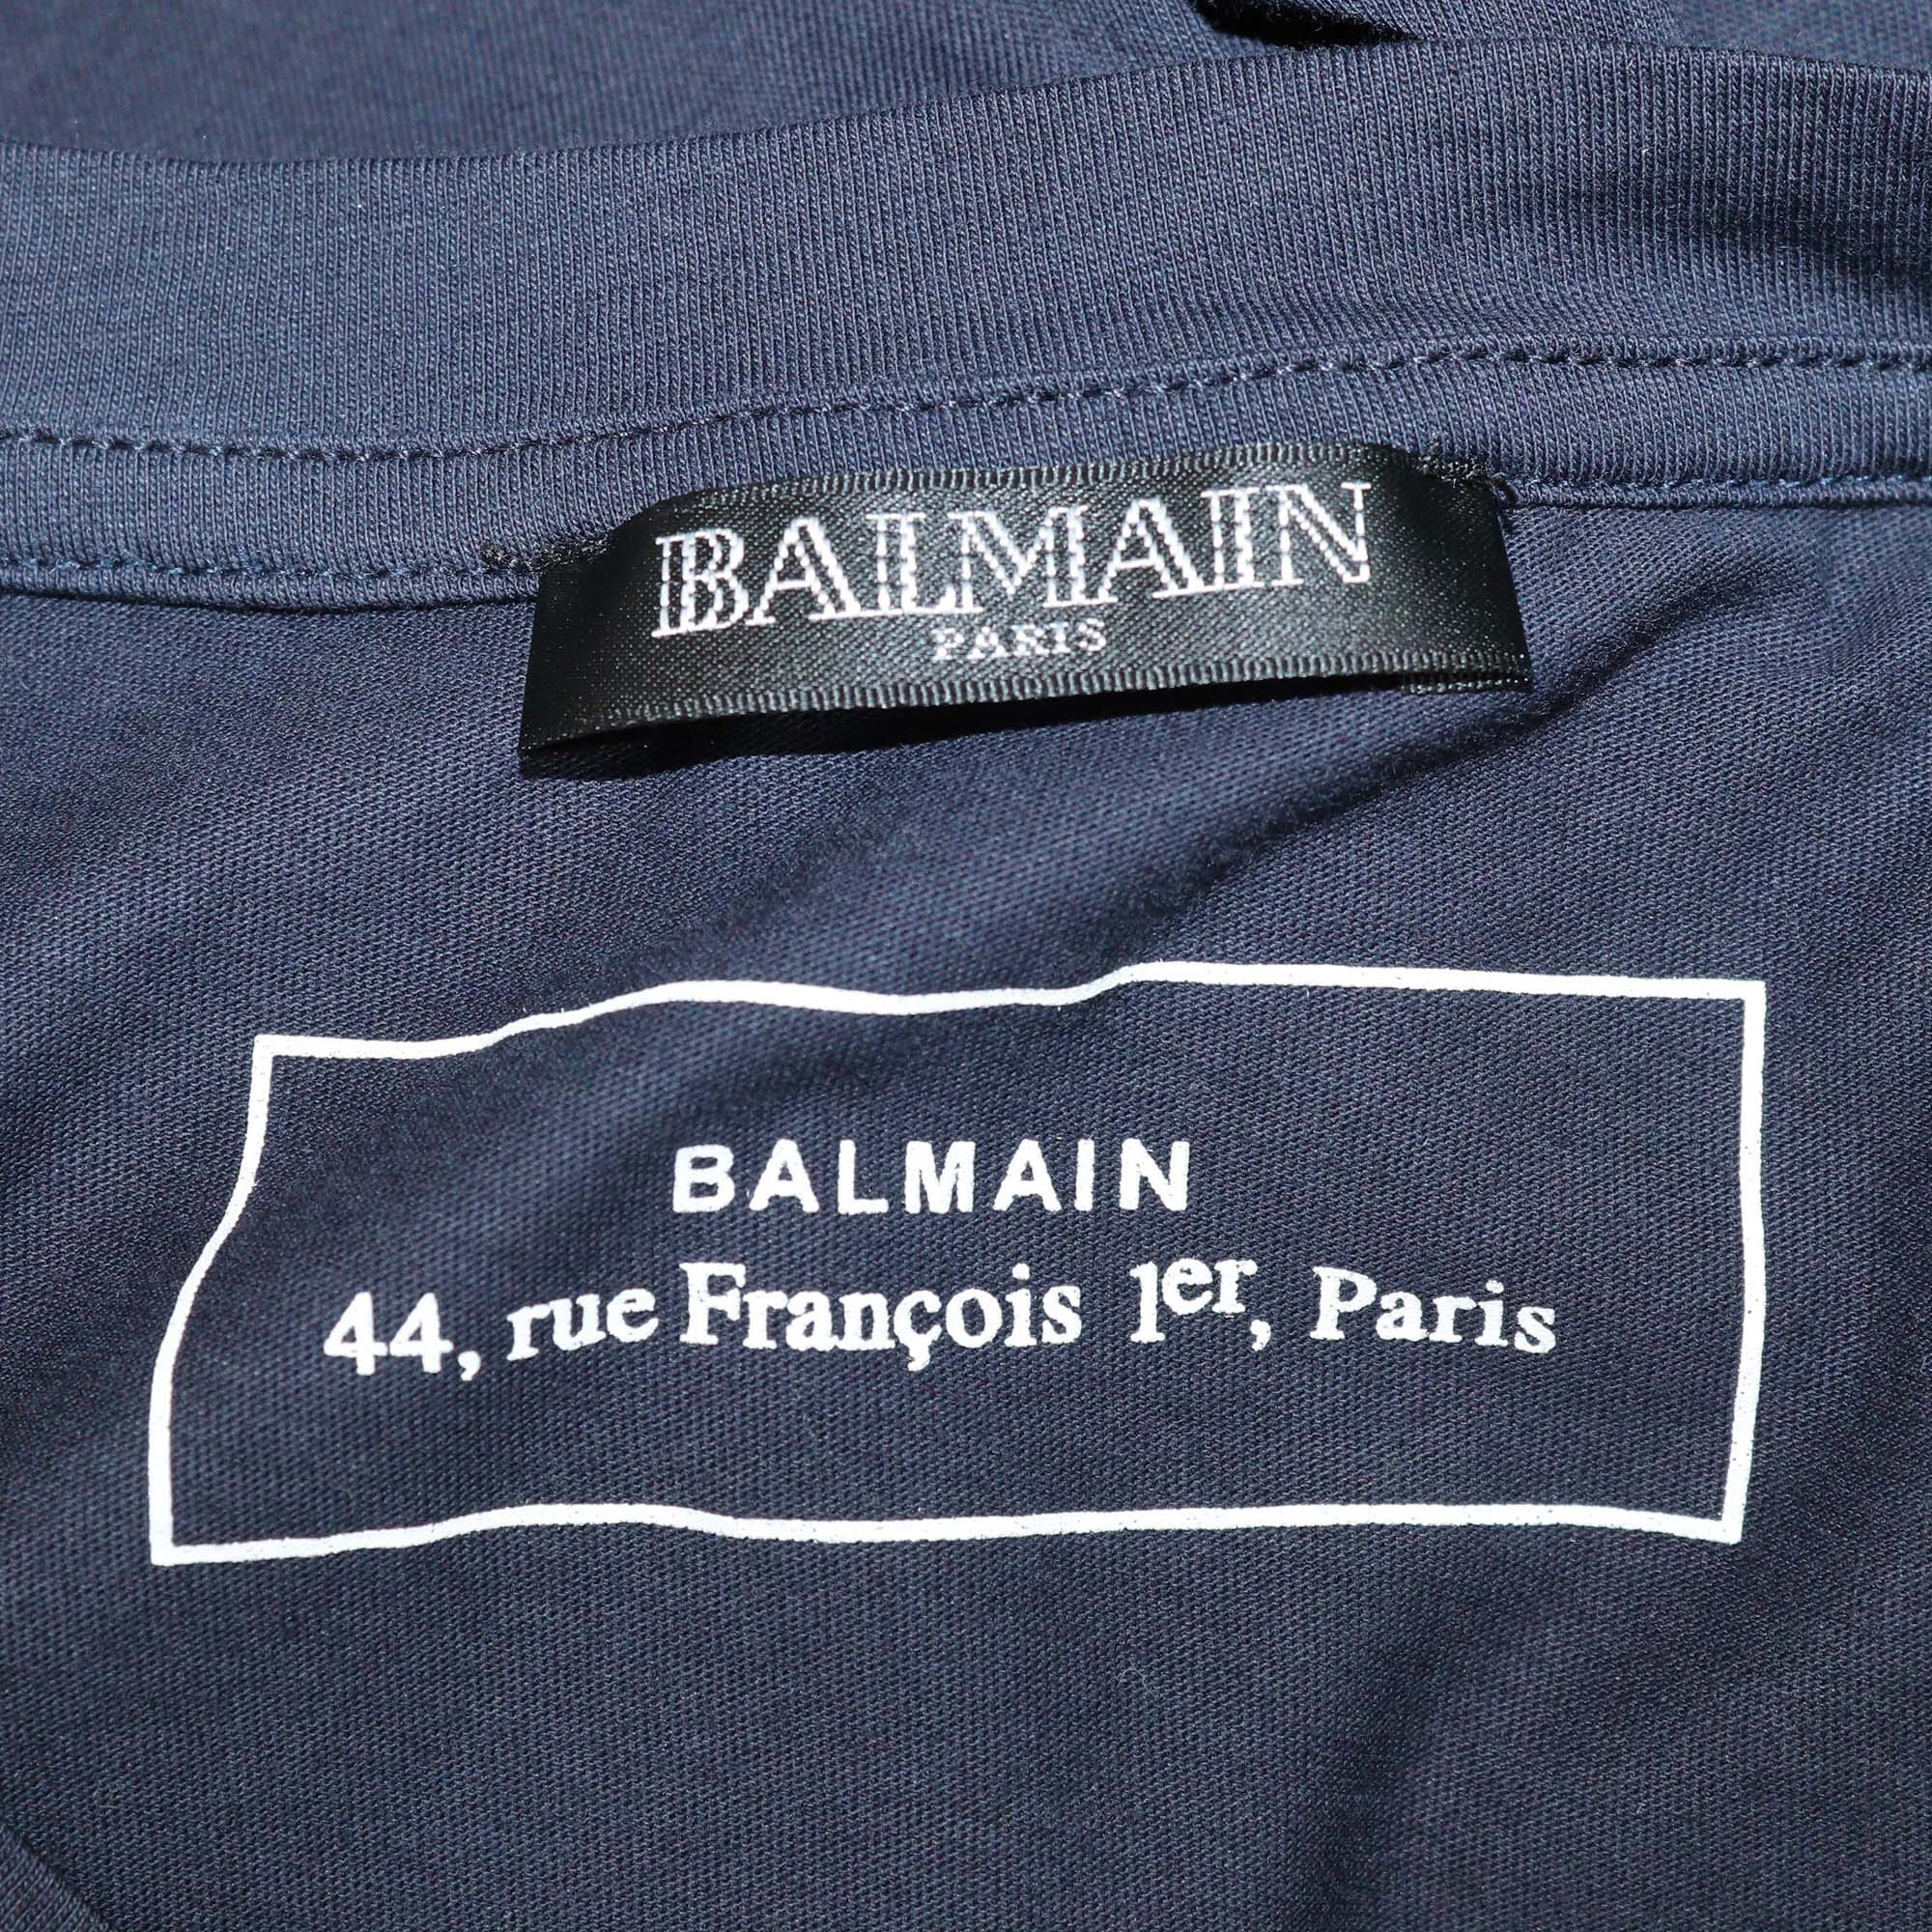 BALMAIN
PARIS
BALMAIN
44, rue François 1er, Paris